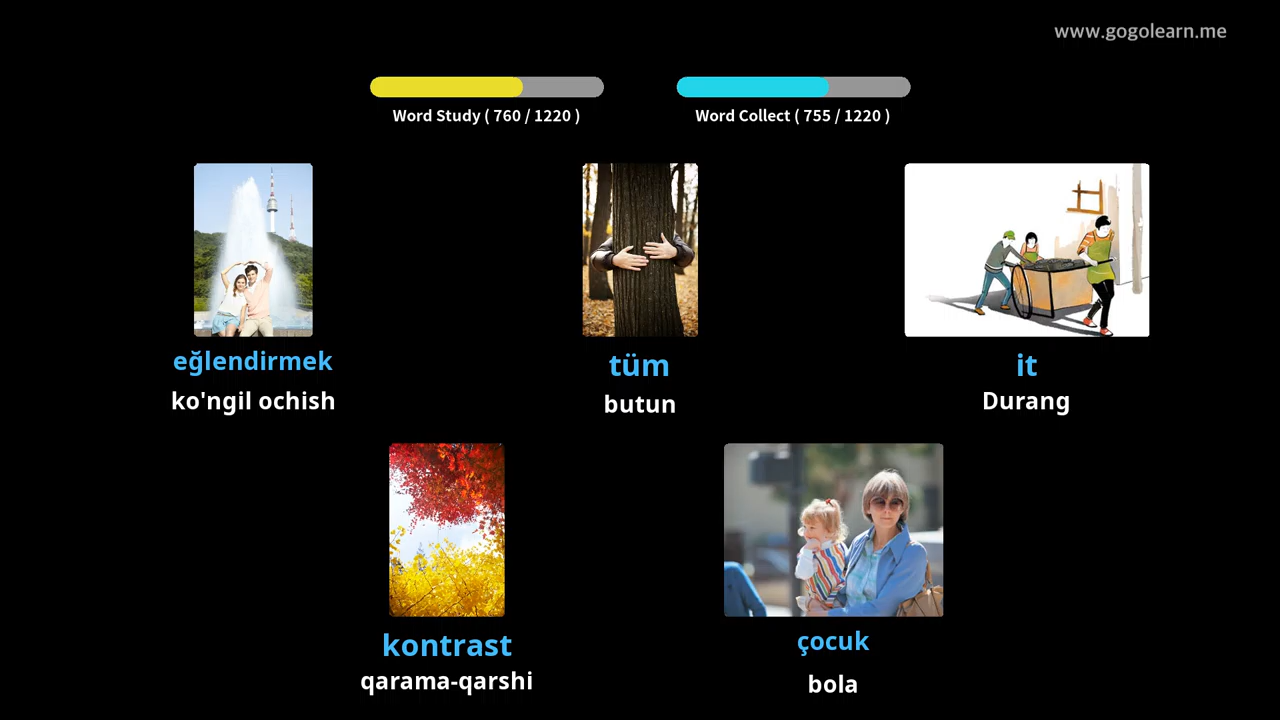 www.gogolearn.me
Word Study ( 760 / 1220 )
Word Collect ( 755 / 1220 )
eğlendirmek
ko'ngil ochish
tüm
butun
it
Durang
kontrast
qarama-qarshi
çocuk
bola